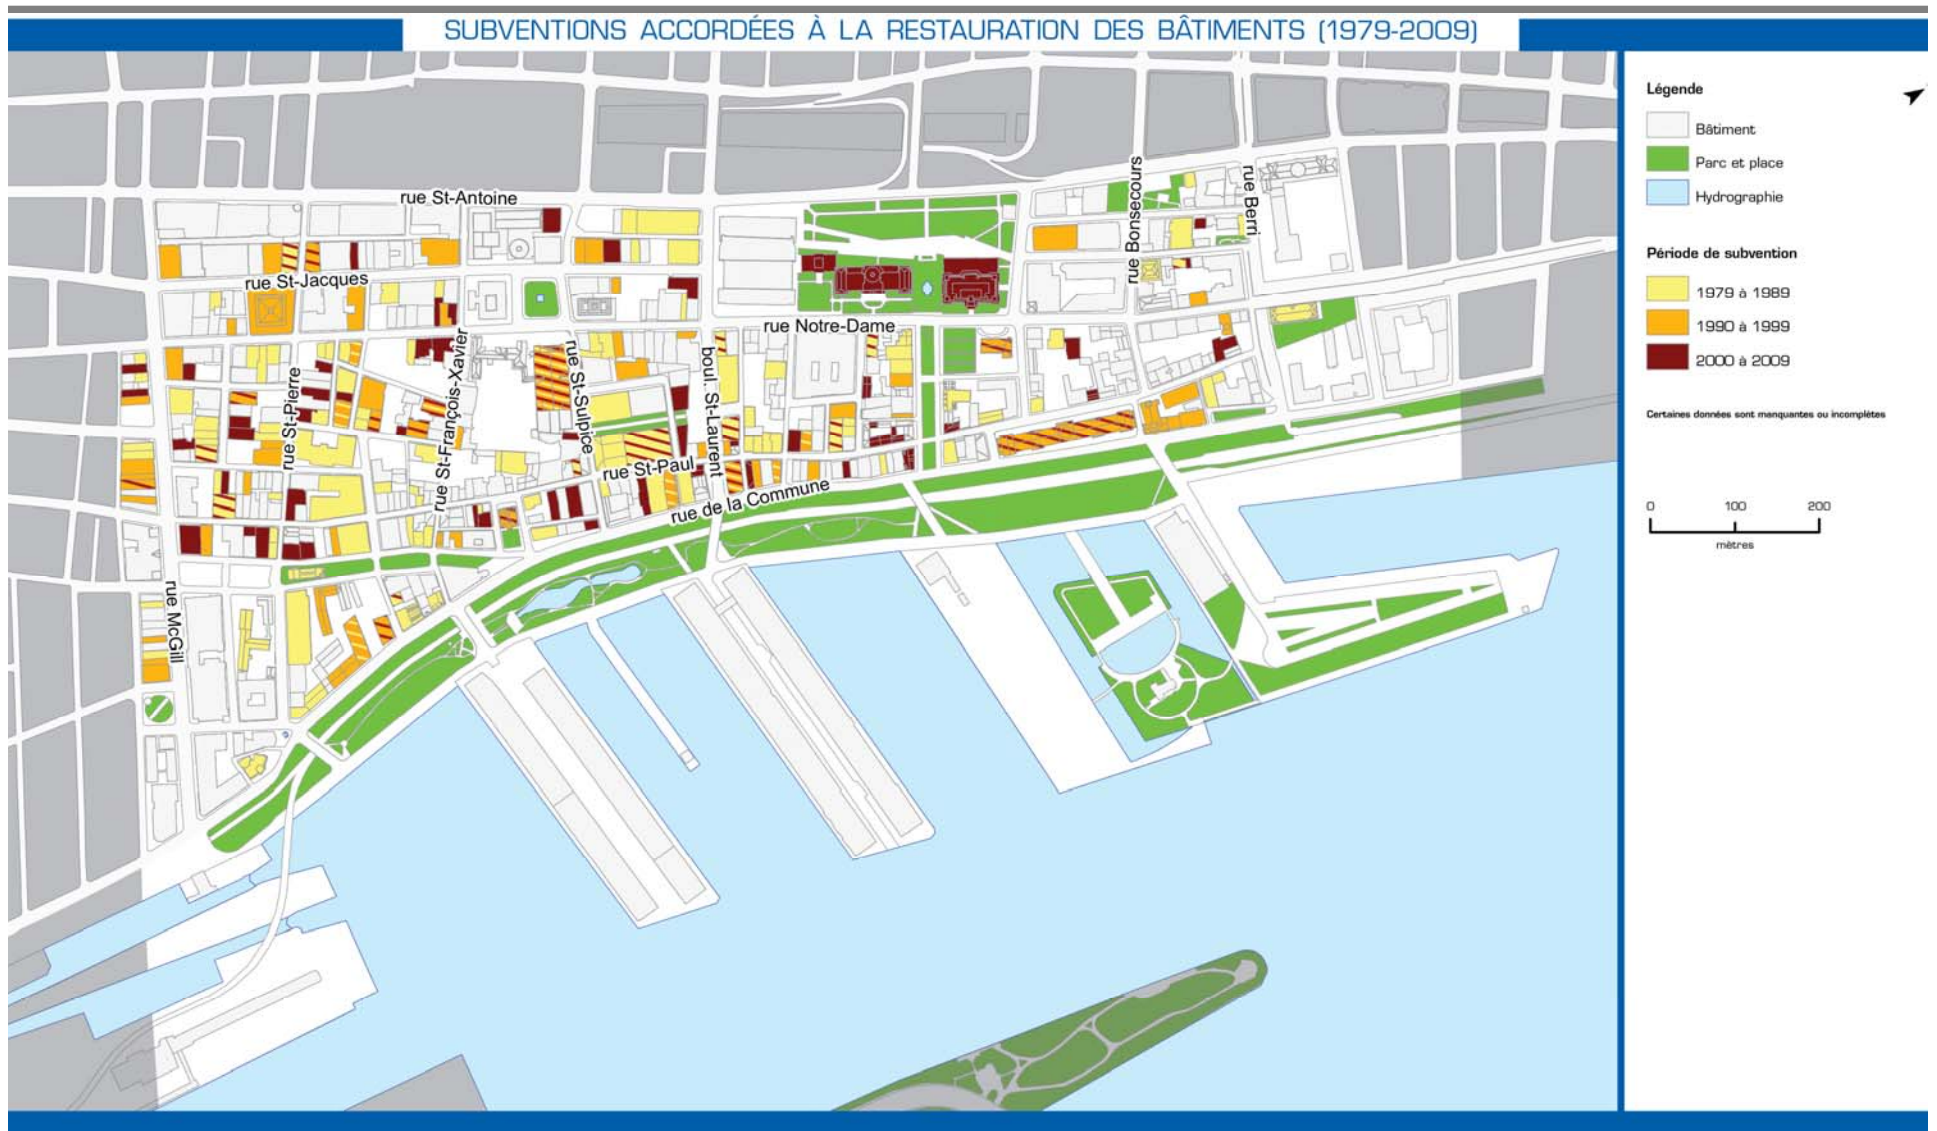 SUBVENTIONS ACCORDÉES À LA RESTAURATION DES BÂTIMENTS (1979-2009)
Légende
Bâtiment
Parc et place
Hydrographie
Période de subvention
1979 à 1989
1990 à 1999
2000 à 2009
Certaines données sont manquantes ou incomplètes
0 100 200
mètres
rue St-Antoine
rue Bonsecours
rue Berri
rue St-Jacques
rue Notre-Dame
rue St-Pierre
rue St-François-Xavier
rue St-Sulpice
boul. St-Laurent
rue St-Paul
rue de la Commune
rue McGill